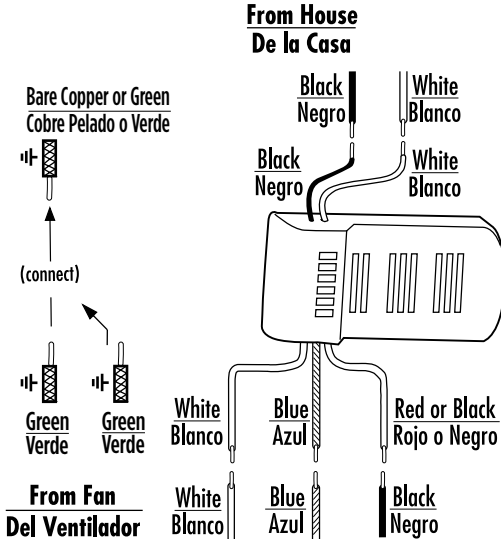 From House
De la Casa
Black
Negro
White
Blanco
Bare Copper or Green
Cobre Pelado o Verde
Black
Negro
White
Blanco
(connect)
Green
Verde
Green
Verde
White
Blanco
Blue
Azul
Red or Black
Rojo o Negro
From Fan
Del Ventilador
White
Blanco
Blue
Azul
Black
Negro